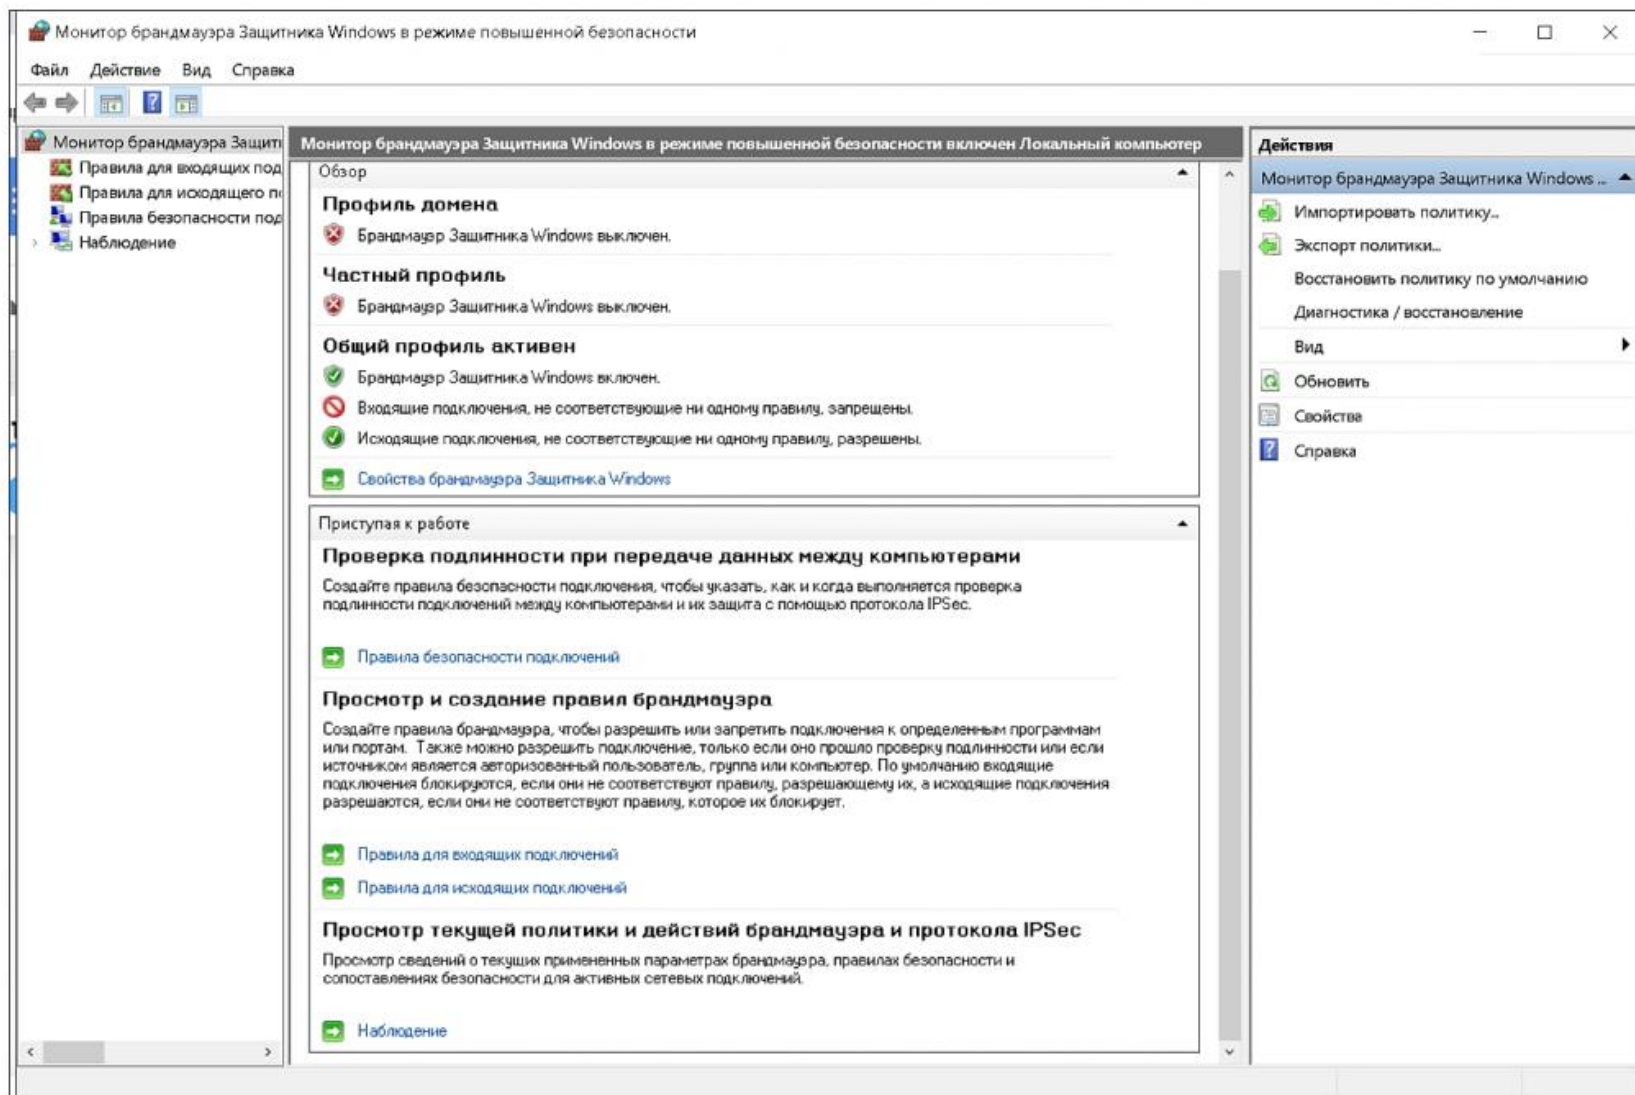 Монитор брандмауэра Защитника Windows в режиме повышенной безопасности
Файл Действие Вид Справка
Монитор брандмауэра Защит
Правила для входящих под
Правила для исходящего п
Правила безопасности под
Наблюдение
Монитор брандмауэра Защитника Windows в режиме повышенной безопасности включен Локальный компьютер
Обзор
Профиль домена
Брандмауэр Защитника Windows выключен.
Частный профиль
Брандмауэр Защитника Windows выключен.
Общий профиль активен
Брандмауэр Защитника Windows включен.
Входящие подключения, не соответствующие ни одному правилу, запрещены.
Исходящие подключения, не соответствующие ни одному правилу, разрешены.
Свойства брандмауэра Защитника Windows
Приступая к работе
Проверка подлинности при передаче данных между компьютерами
Создайте правила безопасности подключения, чтобы указать, как и когда выполняется проверка
подлинности подключений между компьютерами и их защита с помощью протокола IPSec.
Правила безопасности подключений
Просмотр и создание правил брандмауэра
Создайте правила брандмауэра, чтобы разрешить или запретить подключения к определенным программам
или портам. Также можно разрешить подключение, только если оно прошло проверку подлинности или если
источником является авторизованный пользователь, группа или компьютер. По умолчанию входящие
подключения блокируются, если они не соответствуют правилу, разрешающему их, а исходящие подключения
разрешаются, если они не соответствуют правилу, которое их блокирует.
Правила для входящих подключений
Правила для исходящих подключений
Просмотр текущей политики и действий брандмауэра и протокола IPSec
Просмотр сведений о текущих примененных параметрах брандмауэра, правилах безопасности и
сопоставлениях безопасности для активных сетевых подключений.
Наблюдение
Действия
Монитор брандмауэра Защитника Windows ...
Импортировать политику...
Экспорт политики...
Восстановить политику по умолчанию
Диагностика / восстановление
Вид
Обновить
Свойства
Справка